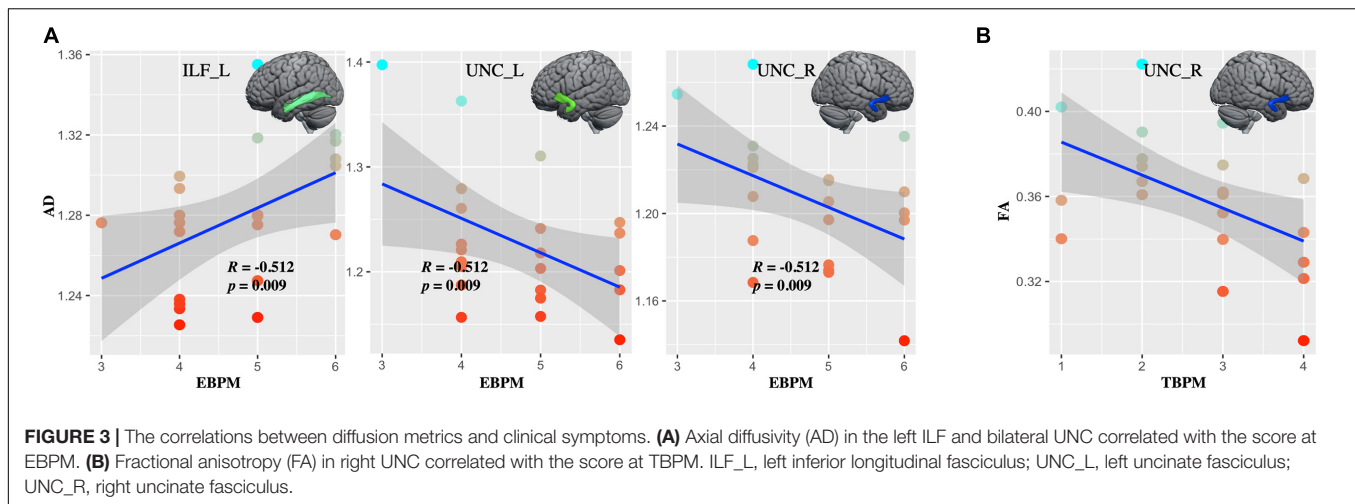 A
B
ILF_L
UNC_L
UNC_R
UNC_R
AD
1.36
1.32
1.28
1.24
R = -0.512
p = 0.009
3 4 5 6
EBPM
1.4
1.3
1.2
R = -0.512
p = 0.009
3 4 5 6
EBPM
1.24
1.20
1.16
R = -0.512
p = 0.009
3 4 5 6
EBPM
FA
0.40
0.36
0.32
1 2 3 4
TBPM
FIGURE 3 | The correlations between diffusion metrics and clinical symptoms. (A) Axial diffusivity (AD) in the left ILF and bilateral UNC correlated with the score at
EBPM. (B) Fractional anisotropy (FA) in right UNC correlated with the score at TBPM. ILF_L, left inferior longitudinal fasciculus; UNC_L, left uncinate fasciculus;
UNC_R, right uncinate fasciculus.